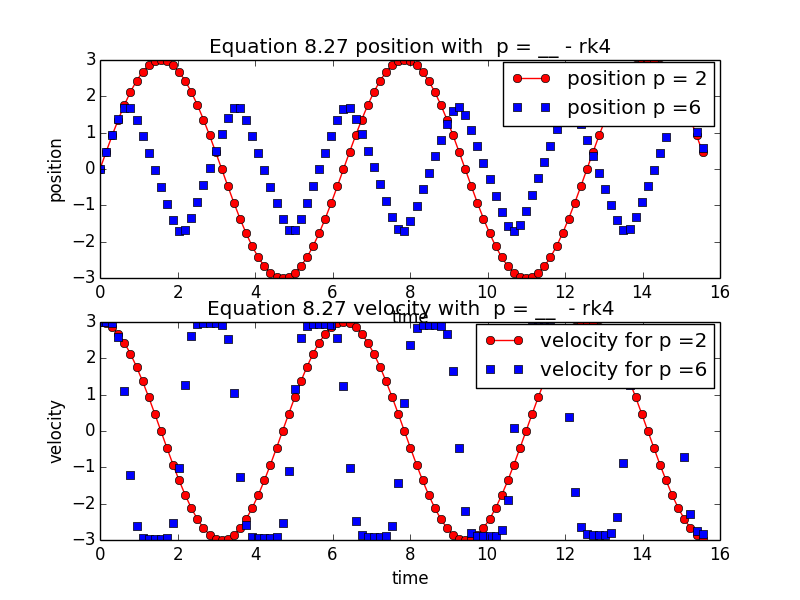 Equation 8.27 position with  p = __ - rk4
position p = 2
position p =6
position
3
2
1
0
−1
−2
−3
0 2 4 6 8 10 12 14 16
time
Equation 8.27 velocity with  p = __  - rk4
velocity for p =2
velocity for p =6
velocity
3
2
1
0
−1
−2
−3
0 2 4 6 8 10 12 14 16
time